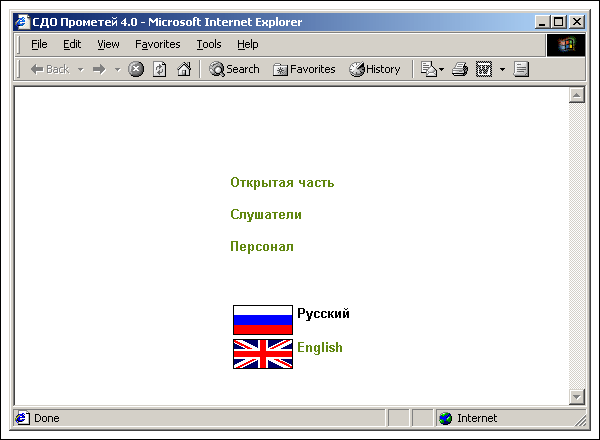 СДО Прометей 4.0 - Microsoft Internet Explorer
File Edit View Favorites Tools Help
Back Search Favorites History
Открытая часть
Слушатели
Персонал
Русский
English
Done Internet